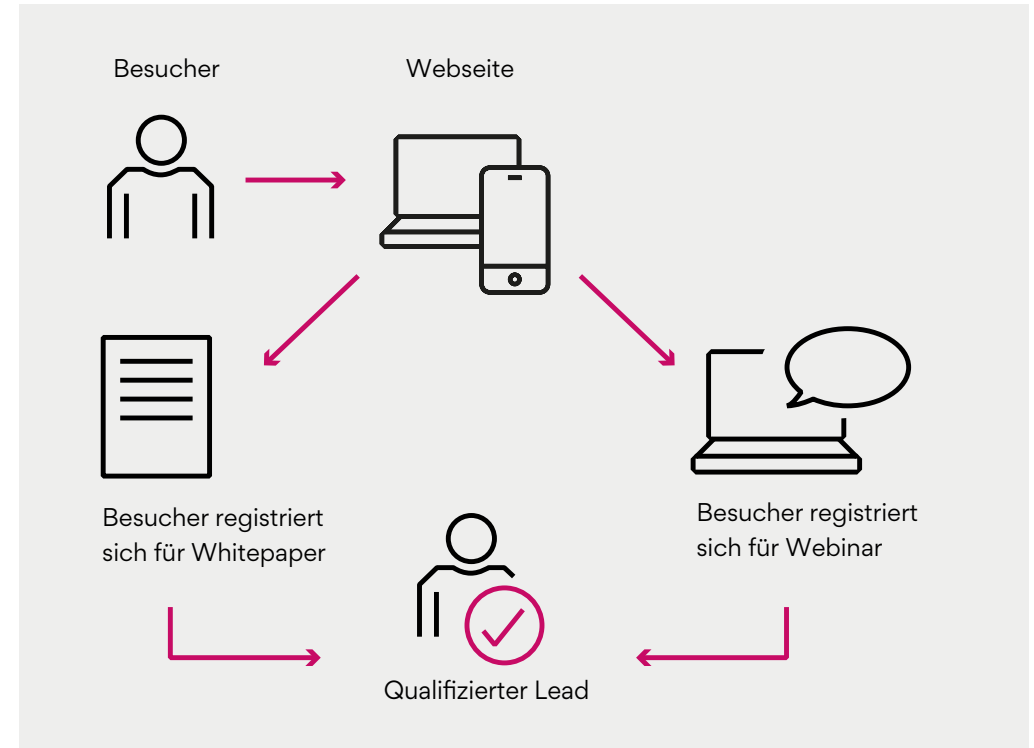 Besucher
Webseite
Besucher registriert
sich für Whitepaper
Besucher registriert
sich für Webinar
Qualifizierter Lead